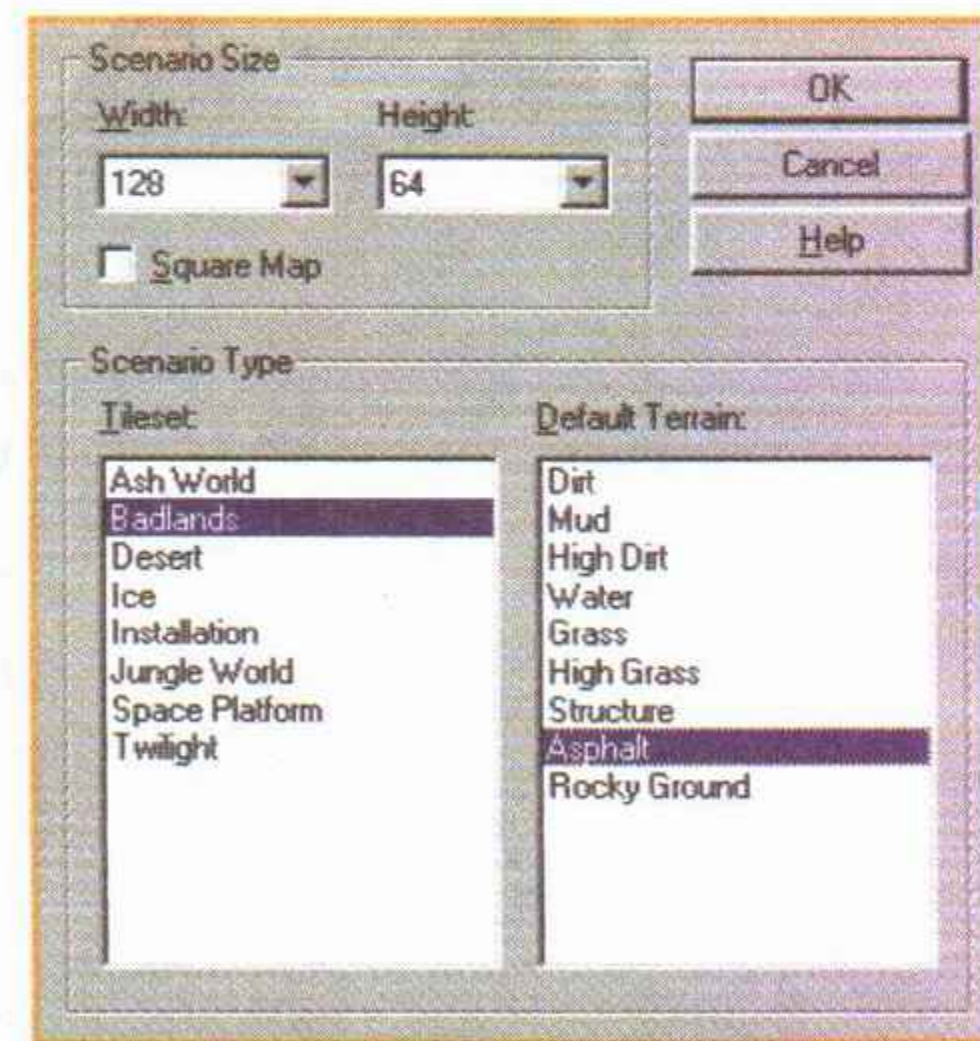 Scenario Size
Width:
Height:
128
64
Square Map
OK
Cancel
Help
Scenario Type
Tileset:
Ash World
Badlands
Desert
Ice
Installation
Jungle World
Space Platform
Twilight
Default Terrain:
Dirt
Mud
High Dirt
Water
Grass
High Grass
Structure
Asphalt
Rocky Ground